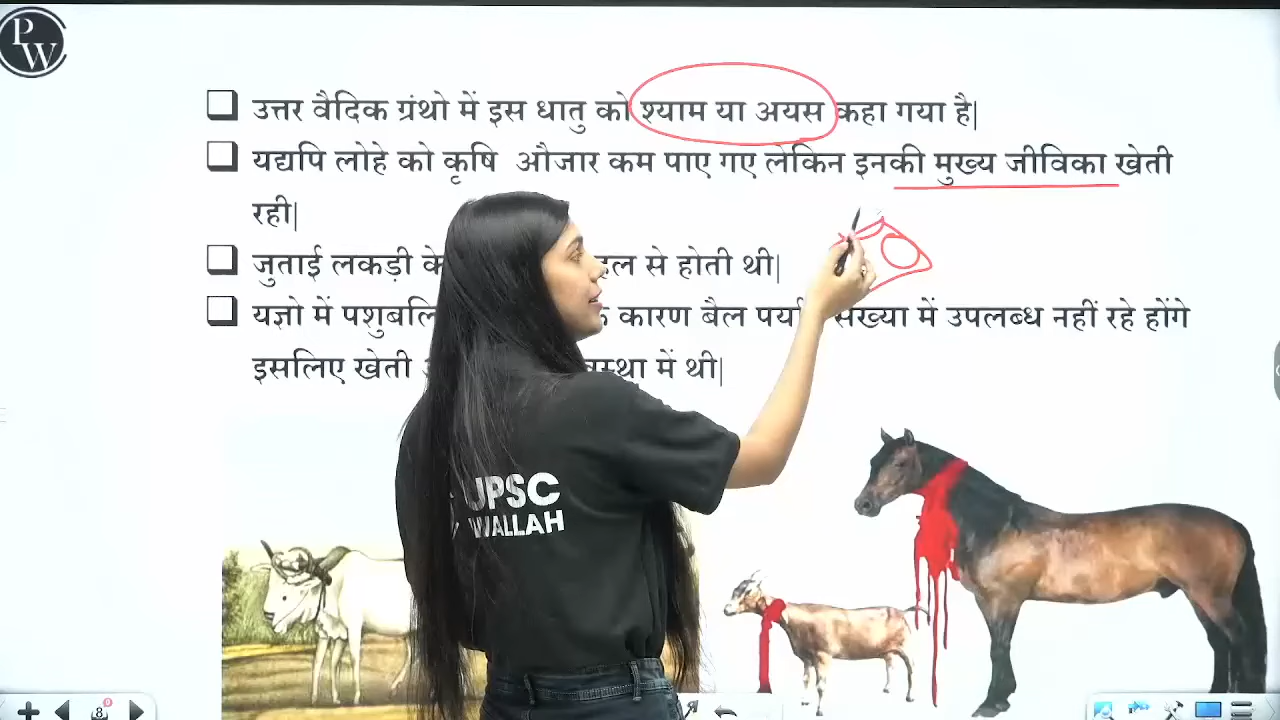 PW
उत्तर वैदिक ग्रंथो में इस धातु को श्याम या अयस कहा गया है|
यद्यपि लोहे को कृषि औजार कम पाए गए लेकिन इनकी मुख्य जीविका खेती
रही|
जुताई लकड़ी के हल से होती थी|
यज्ञो में पशुबलि कारण बैल पर्या संख्या में उपलब्ध नहीं रहे होंगे
इसलिए खेती में थी|
UPSC
WALLAH
8